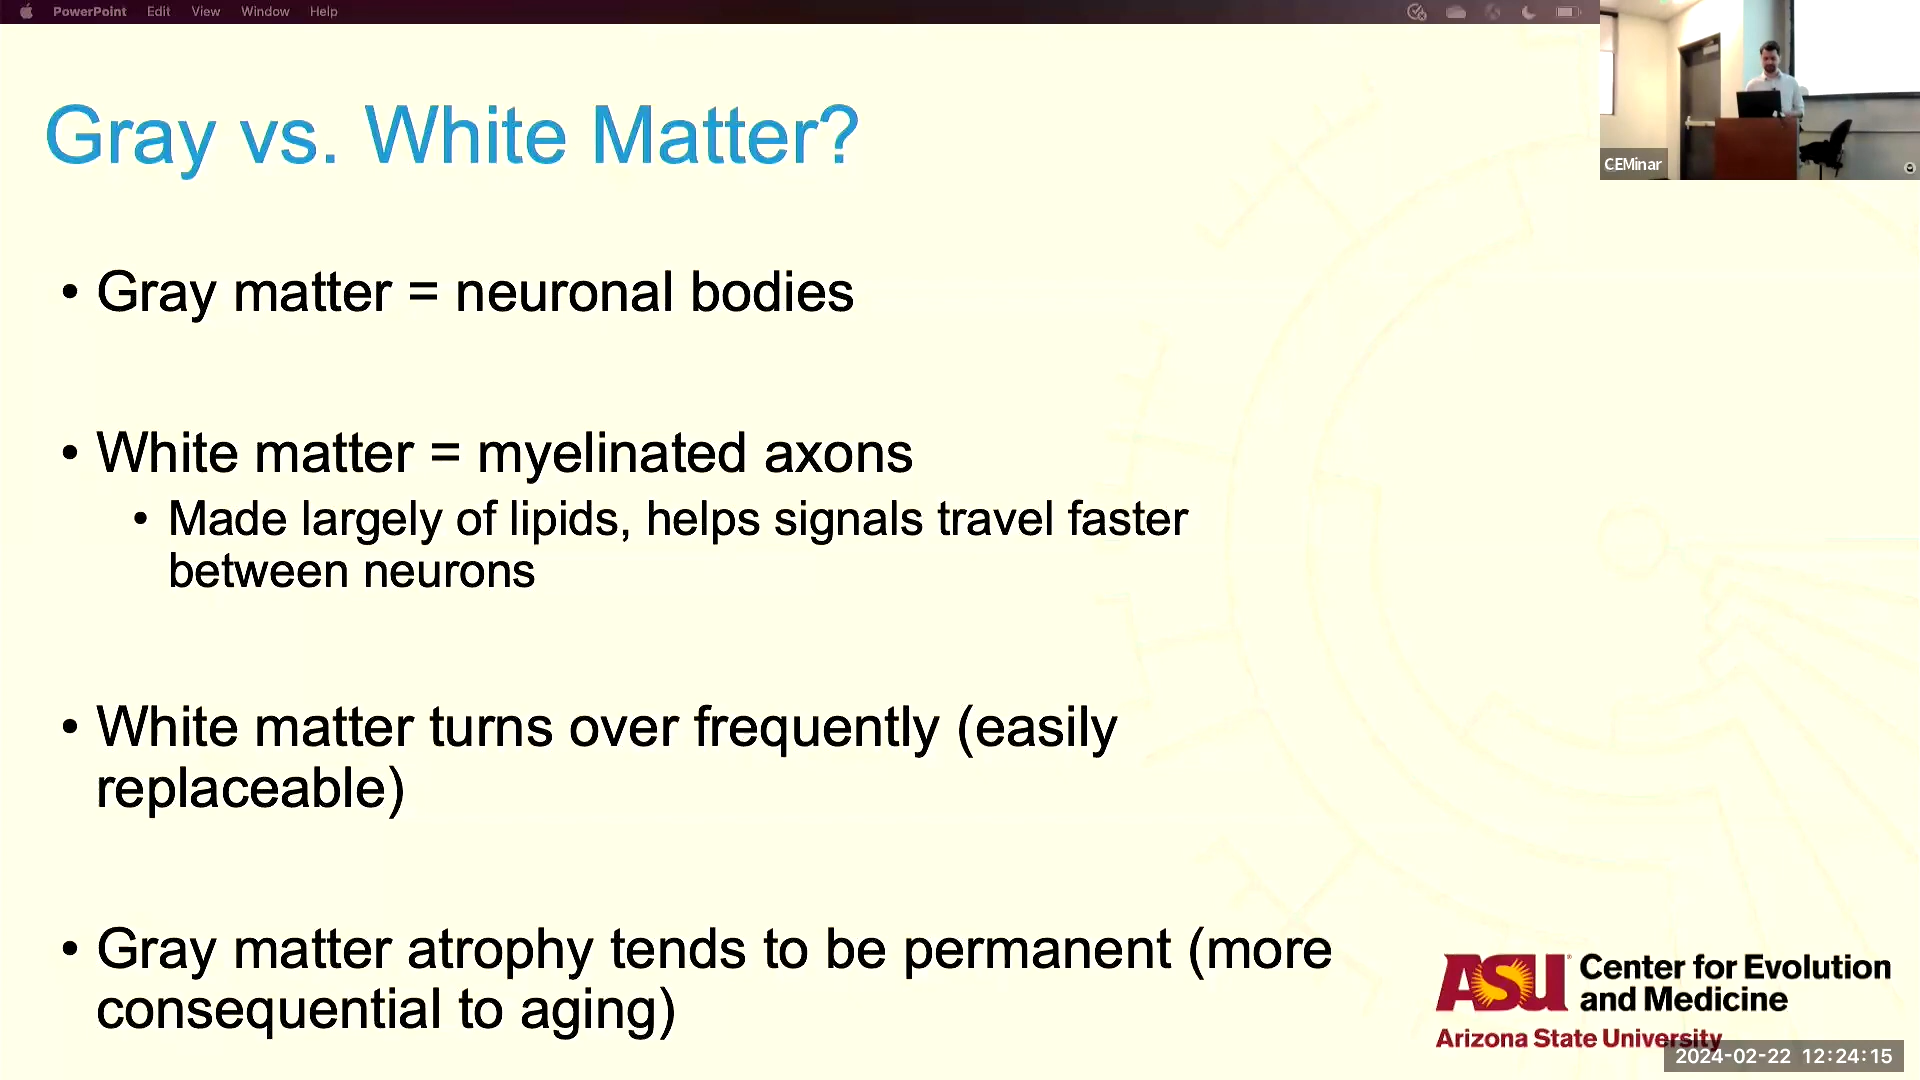 PowerPoint Edit View Window Help
CEMinar
Gray vs. White Matter?
• Gray matter = neuronal bodies
• White matter = myelinated axons
• Made largely of lipids, helps signals travel faster
between neurons
• White matter turns over frequently (easily
replaceable)
• Gray matter atrophy tends to be permanent (more
consequential to aging)
ASU Center for Evolution
and Medicine
Arizona State University
2024-02-22 12:24:15